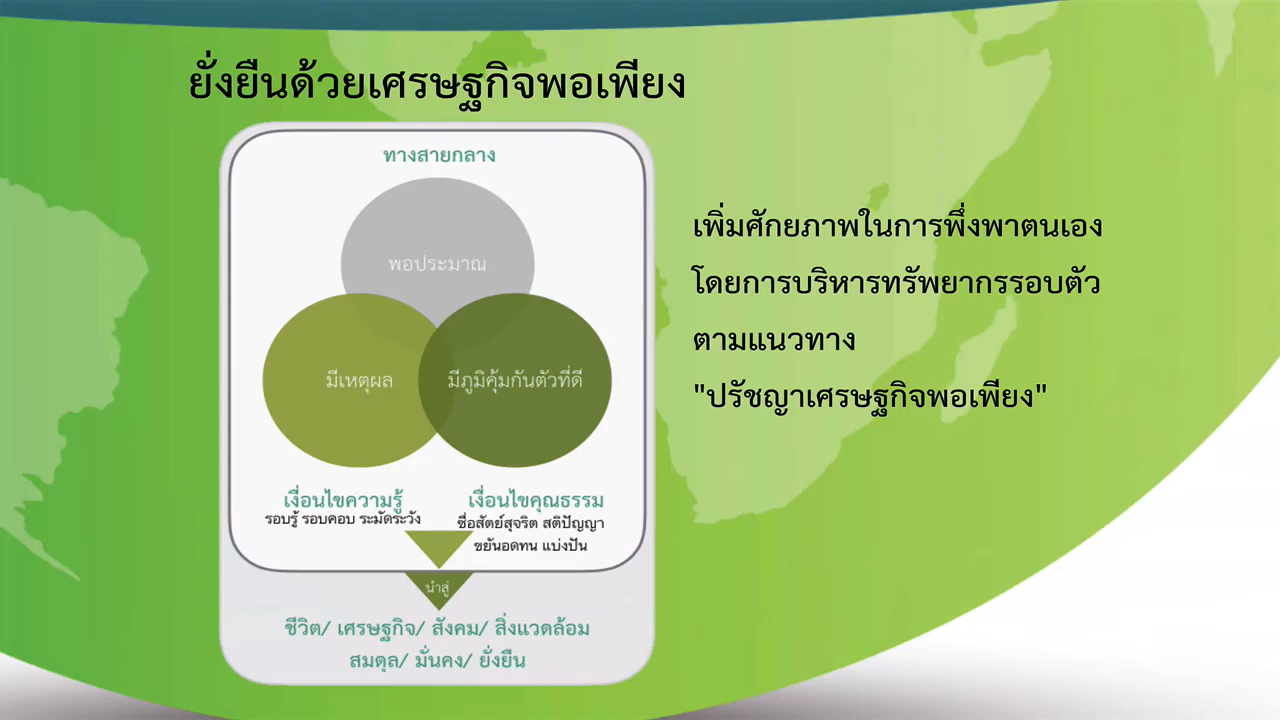 ยั่งยืนด้วยเศรษฐกิจพอเพียง
ทางสายกลาง
พอประมาณ
มีเหตุผล
มีภูมิคุ้มกันตัวที่ดี
เงื่อนไขความรู้
รอบรู้ รอบคอบ ระมัดระวัง
เงื่อนไขคุณธรรม
ซื่อสัตย์สุจริต สติปัญญา
ขยันอดทน แบ่งปัน
นำสู่
ชีวิต/ เศรษฐกิจ/ สังคม/ สิ่งแวดล้อม
สมดุล/ มั่นคง/ ยั่งยืน
เพิ่มศักยภาพในการพึ่งพาตนเอง
โดยการบริหารทรัพยากรรอบตัว
ตามแนวทาง
"ปรัชญาเศรษฐกิจพอเพียง"